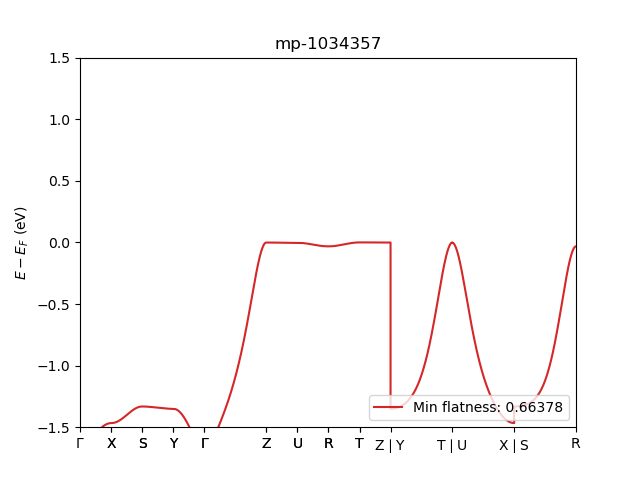 mp-1034357
E − E_F (eV)
1.5
1.0
0.5
0.0
−0.5
−1.0
−1.5
Min flatness: 0.66378
Γ X S Y Γ Z U R T Z | Y T | U X | S R